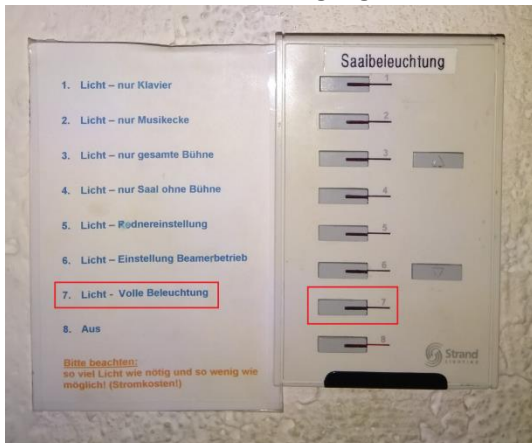 1. Licht – nur Klavier
2. Licht – nur Musikecke
3. Licht – nur gesamte Bühne
4. Licht – nur Saal ohne Bühne
5. Licht – Rednereinstellung
6. Licht – Einstellung Beamerbetrieb
7. Licht - Volle Beleuchtung
8. Aus
Bitte beachten:
so viel Licht wie nötig und so wenig wie
möglich! (Stromkosten!)
Saalbeleuchtung
1
2
3
4
5
6
7
8
Strand